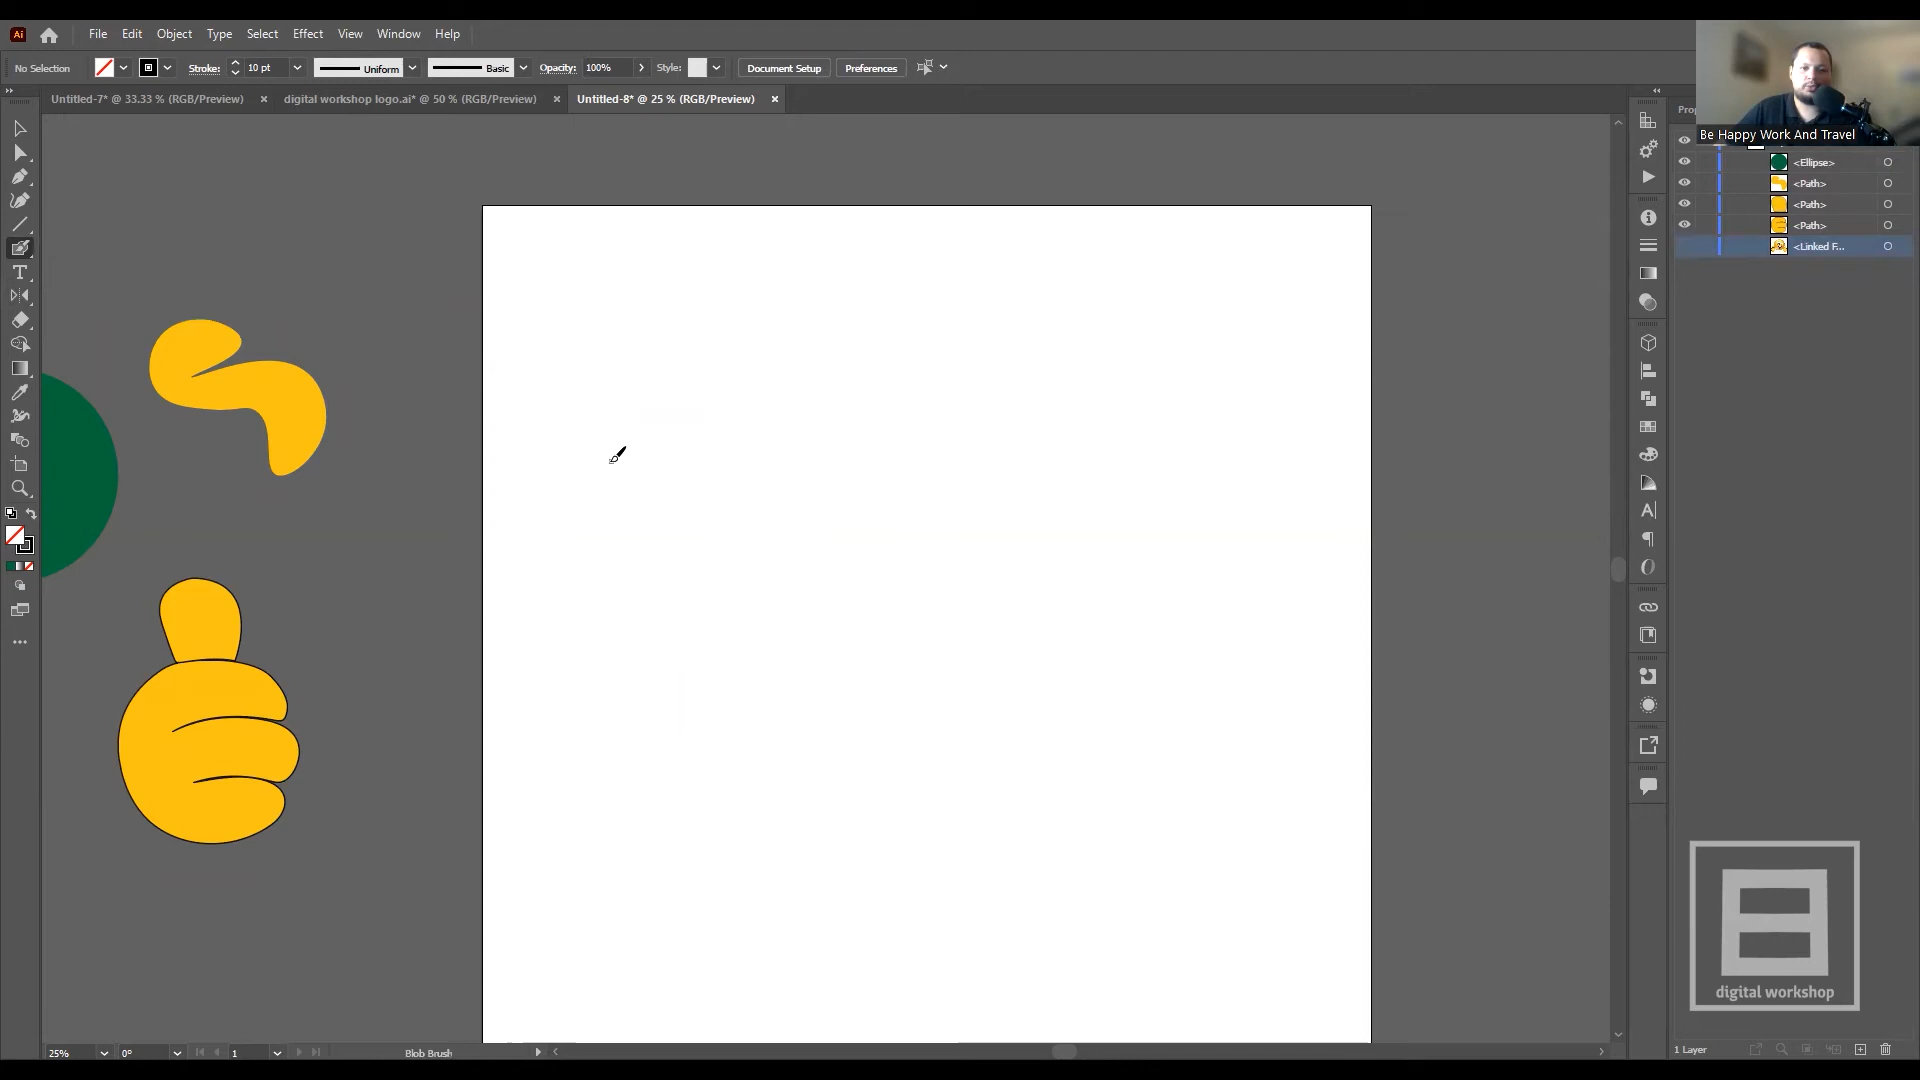 Ai File Edit Object Type Select Effect View Window Help
No Selection Stroke: 10 pt Uniform Basic Opacity: 100% Style: Document Setup Preferences
Untitled-7* @ 33.33 % (RGB/Preview) × digital workshop logo.ai* @ 50 % (RGB/Preview) × Untitled-8* @ 25 % (RGB/Preview) ×
Be Happy Work And Travel
<Ellipse>
<Path>
<Path>
<Path>
<Linked F...
digital workshop
25% 0° 1 Blob Brush
1 Layer